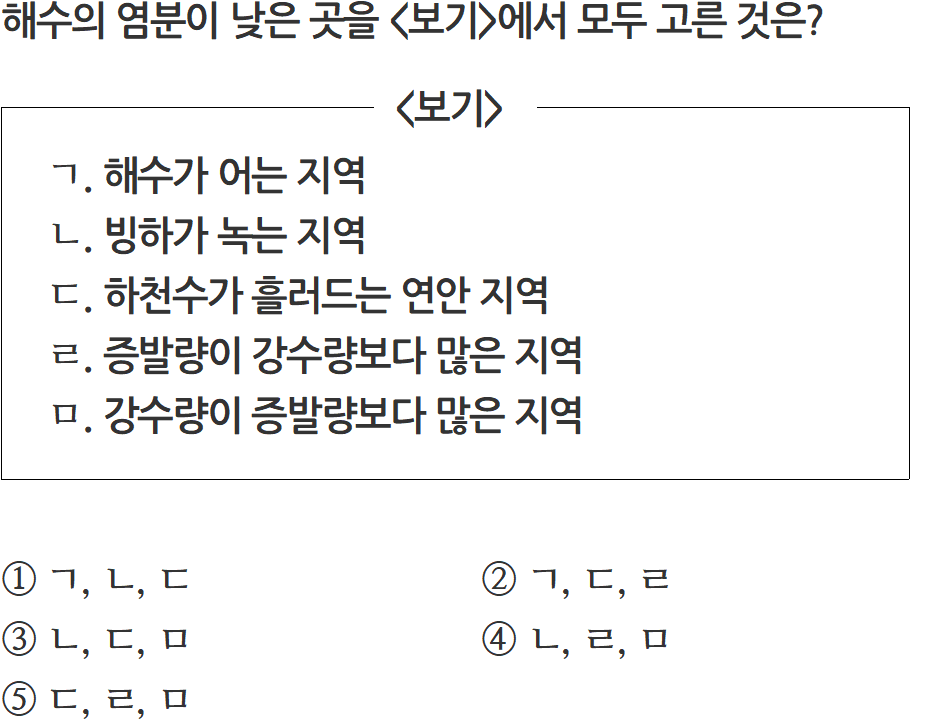 해수의 염분이 낮은 곳을 <보기>에서 모두 고른 것은?
<보기>
ㄱ. 해수가 어는 지역
ㄴ. 빙하가 녹는 지역
ㄷ. 하천수가 흘러드는 연안 지역
ㄹ. 증발량이 강수량보다 많은 지역
ㅁ. 강수량이 증발량보다 많은 지역
① ㄱ, ㄴ, ㄷ ② ㄱ, ㄷ, ㄹ
③ ㄴ, ㄷ, ㅁ ④ ㄴ, ㄹ, ㅁ
⑤ ㄷ, ㄹ, ㅁ